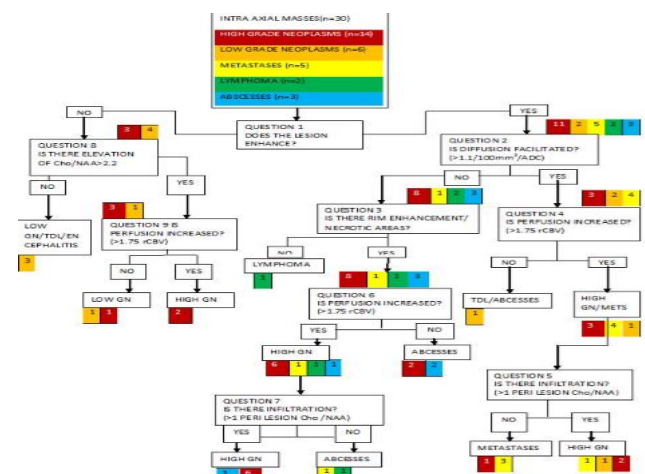 INTRA AXIAL MASSES(n=30)
HIGH GRADE NEOPLASMS (n=14)
LOW GRADE NEOPLASMS (n=6)
METASTASES (n=5)
LYMPHOMA (n=2)
ABSCESSES (n=3)
NO
YES
3 4
QUESTION 1
DOES THE LESION
ENHANCE?
11 2 5 2 3
QUESTION 8
IS THERE ELEVATION
OF Cho/NAA>2.2
QUESTION 2
IS DIFFUSION FACILITATED?
(>1.1/100mm²/ADC)
NO
YES
NO
YES
8 1 2 3
3 2 4
3 1
LOW
GN/TDL/EN
CEPHALITIS
3
QUESTION 9 IS
PERFUSION INCREASED?
(>1.75 rCBV)
QUESTION 3
IS THERE RIM ENHANCEMENT/
NECROTIC AREAS?
QUESTION 4
IS PERFUSION INCREASED?
(>1.75 rCBV)
NO
YES
NO
YES
NO
YES
LYMPHOMA
1
8 1 1 3
LOW GN
1 1
HIGH GN
2
QUESTION 6
IS PERFUSION INCREASED?
(>1.75 rCBV)
TDL/ABCESSES
1
HIGH
GN/METS
3 4 1
YES
NO
HIGH GN
6 1 1 1
ABCESSES
2 2
QUESTION 5
IS THERE INFILTRATION?
(>1 PERI LESION Cho/NAA)
QUESTION 7
IS THERE INFILTRATION?
(>1 PERI LESION Cho/NAA)
NO
YES
YES
NO
METASTASES
1 3
HIGH GN
1 1 2
HIGH GN
1 6
ABCESSES
1 1